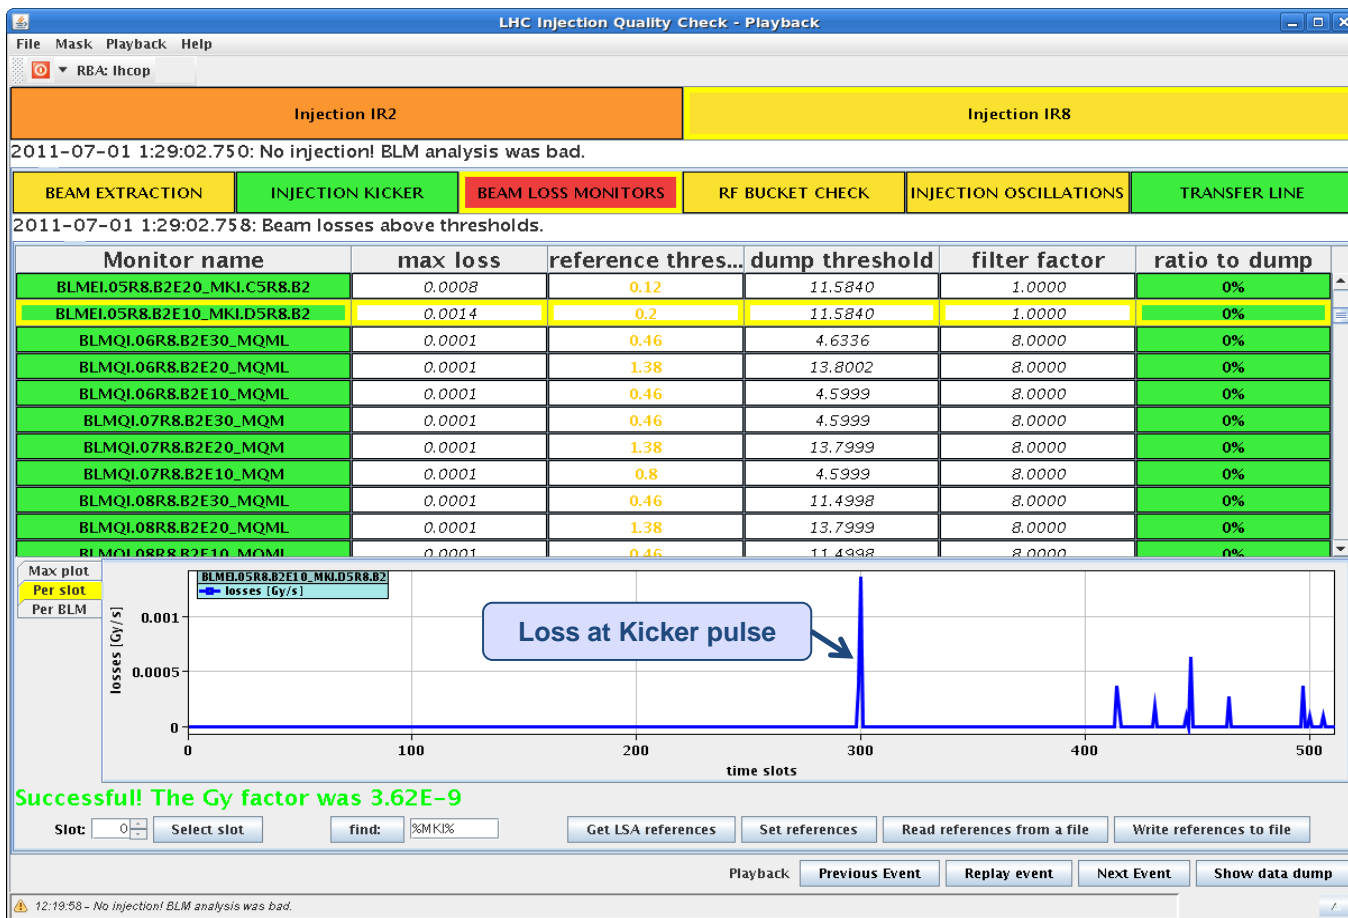 LHC Injection Quality Check - Playback
File Mask Playback Help
RBA: lhcop
Injection IR2 Injection IR8
2011-07-01 1:29:02.750: No injection! BLM analysis was bad.
BEAM EXTRACTION INJECTION KICKER BEAM LOSS MONITORS RF BUCKET CHECK INJECTION OSCILLATIONS TRANSFER LINE
2011-07-01 1:29:02.758: Beam losses above thresholds.
Monitor name max loss reference thres... dump threshold filter factor ratio to dump
BLMEI.05R8.B2E20_MKI.C5R8.B2 0.0008 0.12 11.5840 1.0000 0%
BLMEI.05R8.B2E10_MKI.D5R8.B2 0.0014 0.2 11.5840 1.0000 0%
BLMQI.06R8.B2E30_MQML 0.0001 0.46 4.6336 8.0000 0%
BLMQI.06R8.B2E20_MQML 0.0001 1.38 13.8002 8.0000 0%
BLMQI.06R8.B2E10_MQML 0.0001 0.46 4.5999 8.0000 0%
BLMQI.07R8.B2E30_MQM 0.0001 0.46 4.5999 8.0000 0%
BLMQI.07R8.B2E20_MQM 0.0001 1.38 13.7999 8.0000 0%
BLMQI.07R8.B2E10_MQM 0.0001 0.8 4.5999 8.0000 0%
BLMQI.08R8.B2E30_MQML 0.0001 0.46 11.4998 8.0000 0%
BLMQI.08R8.B2E20_MQML 0.0001 1.38 13.7999 8.0000 0%
BLMQI.08R8.B2E10_MQML 0.0001 0.46 11.4998 8.0000 0%
Max plot
Per slot
Per BLM
BLMEI.05R8.B2E10_MKI.D5R8.B2
losses [Gy/s]
losses [Gy/s]
0.001
0.0005
0
Loss at Kicker pulse
0 100 200 300 400 500
time slots
Successful! The Gy factor was 3.62E-9
Slot: 0 Select slot find: %MKI% Get LSA references Set references Read references from a file Write references to file
Playback Previous Event Replay event Next Event Show data dump
12:19:58 - No injection! BLM analysis was bad.